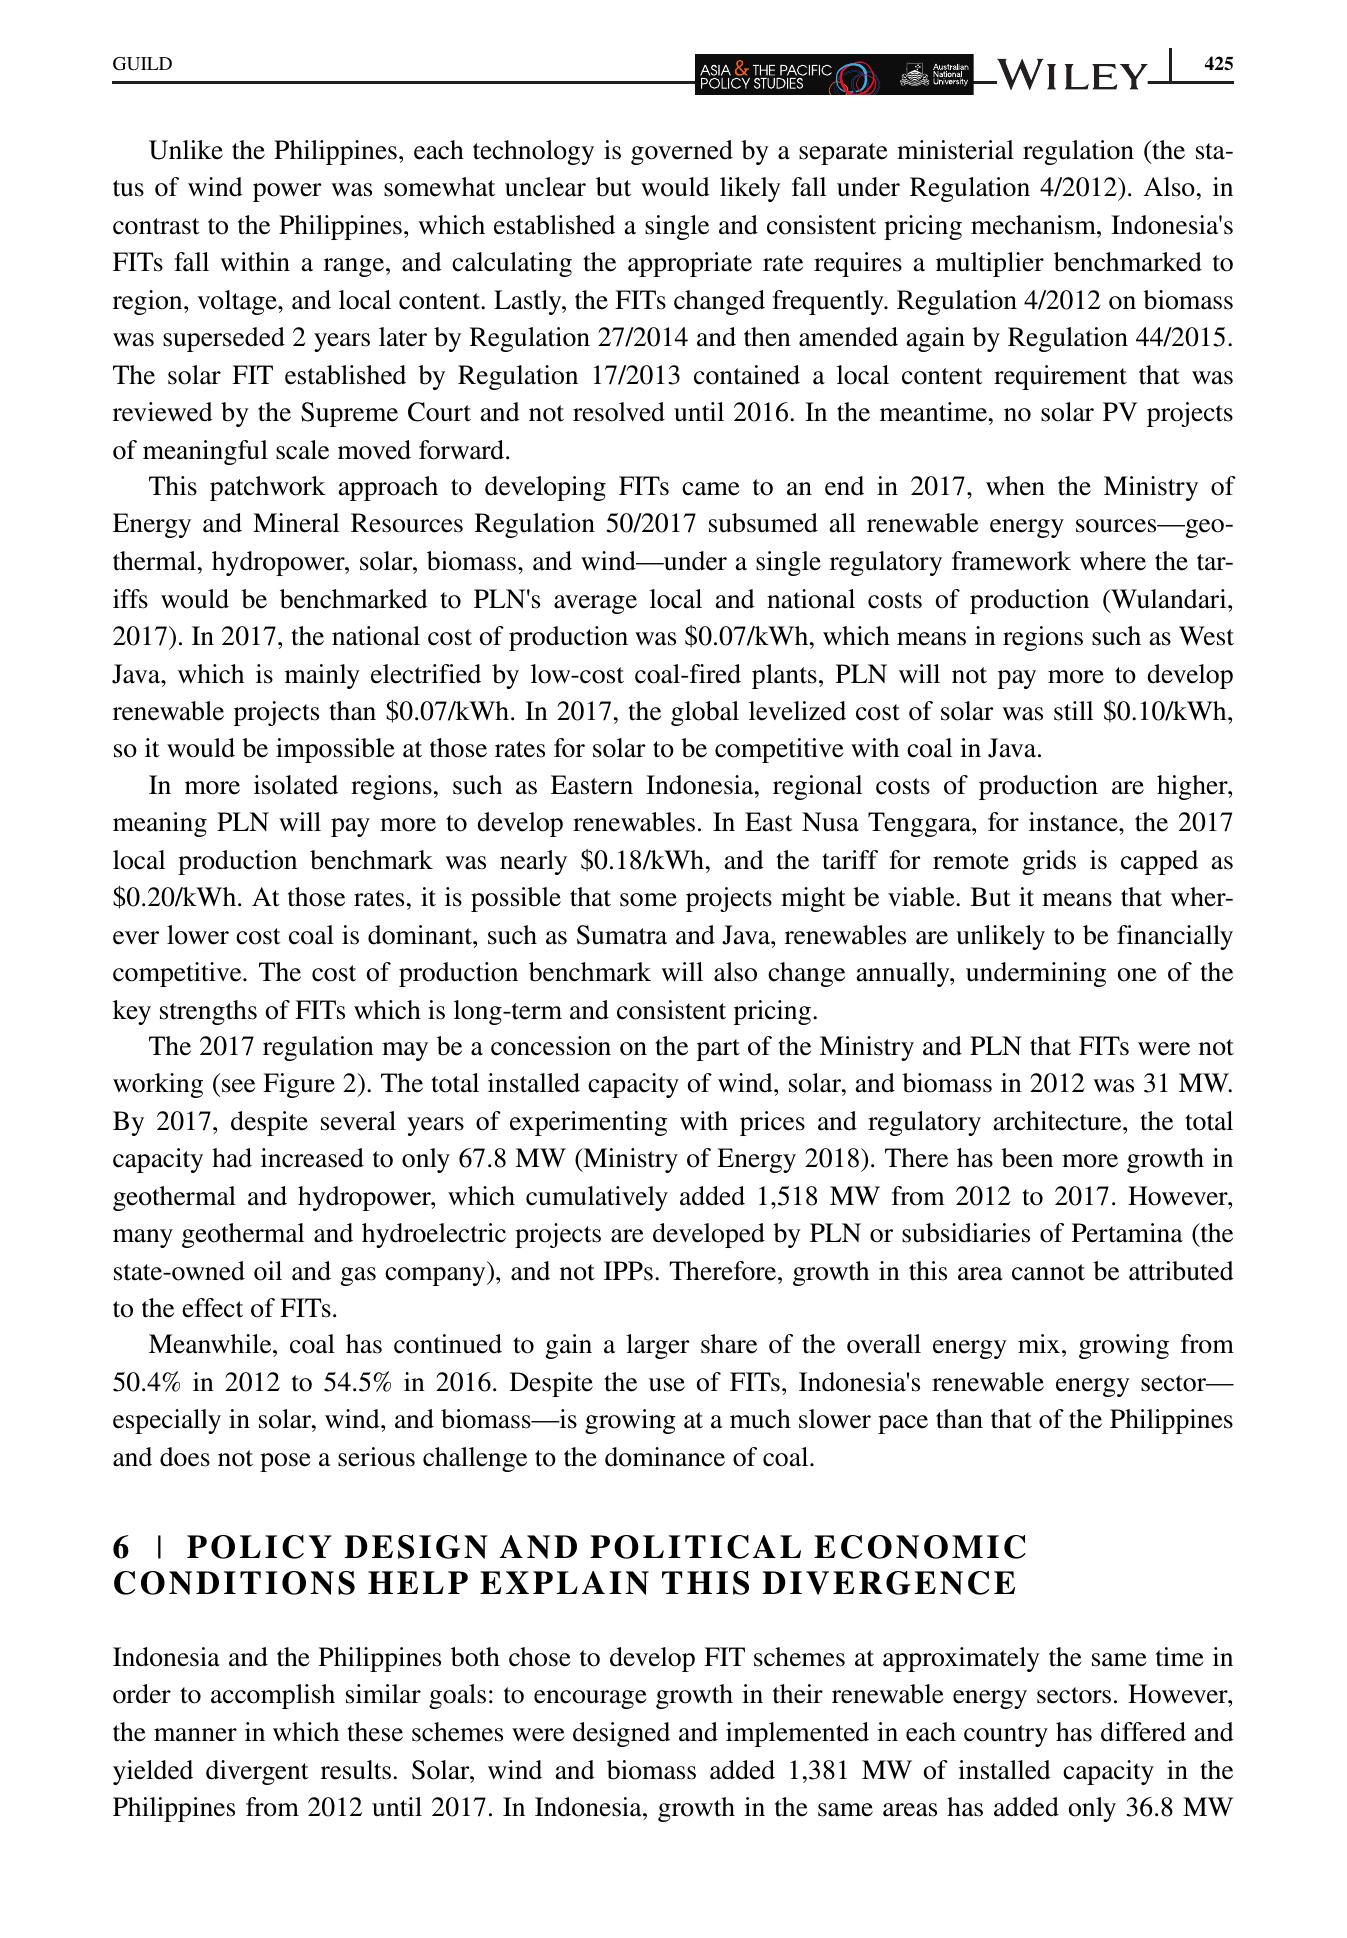 GUILD
ASIA & THE PACIFIC
POLICY STUDIES
Australian
National
University
WILEY
425
Unlike the Philippines, each technology is governed by a separate ministerial regulation (the sta-
tus of wind power was somewhat unclear but would likely fall under Regulation 4/2012). Also, in
contrast to the Philippines, which established a single and consistent pricing mechanism, Indonesia's
FITs fall within a range, and calculating the appropriate rate requires a multiplier benchmarked to
region, voltage, and local content. Lastly, the FITs changed frequently. Regulation 4/2012 on biomass
was superseded 2 years later by Regulation 27/2014 and then amended again by Regulation 44/2015.
The solar FIT established by Regulation 17/2013 contained a local content requirement that was
reviewed by the Supreme Court and not resolved until 2016. In the meantime, no solar PV projects
of meaningful scale moved forward.
This patchwork approach to developing FITs came to an end in 2017, when the Ministry of
Energy and Mineral Resources Regulation 50/2017 subsumed all renewable energy sources—geo-
thermal, hydropower, solar, biomass, and wind—under a single regulatory framework where the tar-
iffs would be benchmarked to PLN's average local and national costs of production (Wulandari,
2017). In 2017, the national cost of production was $0.07/kWh, which means in regions such as West
Java, which is mainly electrified by low-cost coal-fired plants, PLN will not pay more to develop
renewable projects than $0.07/kWh. In 2017, the global levelized cost of solar was still $0.10/kWh,
so it would be impossible at those rates for solar to be competitive with coal in Java.
In more isolated regions, such as Eastern Indonesia, regional costs of production are higher,
meaning PLN will pay more to develop renewables. In East Nusa Tenggara, for instance, the 2017
local production benchmark was nearly $0.18/kWh, and the tariff for remote grids is capped as
$0.20/kWh. At those rates, it is possible that some projects might be viable. But it means that wher-
ever lower cost coal is dominant, such as Sumatra and Java, renewables are unlikely to be financially
competitive. The cost of production benchmark will also change annually, undermining one of the
key strengths of FITs which is long-term and consistent pricing.
The 2017 regulation may be a concession on the part of the Ministry and PLN that FITs were not
working (see Figure 2). The total installed capacity of wind, solar, and biomass in 2012 was 31 MW.
By 2017, despite several years of experimenting with prices and regulatory architecture, the total
capacity had increased to only 67.8 MW (Ministry of Energy 2018). There has been more growth in
geothermal and hydropower, which cumulatively added 1,518 MW from 2012 to 2017. However,
many geothermal and hydroelectric projects are developed by PLN or subsidiaries of Pertamina (the
state-owned oil and gas company), and not IPPs. Therefore, growth in this area cannot be attributed
to the effect of FITs.
Meanwhile, coal has continued to gain a larger share of the overall energy mix, growing from
50.4% in 2012 to 54.5% in 2016. Despite the use of FITs, Indonesia's renewable energy sector—
especially in solar, wind, and biomass—is growing at a much slower pace than that of the Philippines
and does not pose a serious challenge to the dominance of coal.
6 | POLICY DESIGN AND POLITICAL ECONOMIC
CONDITIONS HELP EXPLAIN THIS DIVERGENCE
Indonesia and the Philippines both chose to develop FIT schemes at approximately the same time in
order to accomplish similar goals: to encourage growth in their renewable energy sectors. However,
the manner in which these schemes were designed and implemented in each country has differed and
yielded divergent results. Solar, wind and biomass added 1,381 MW of installed capacity in the
Philippines from 2012 until 2017. In Indonesia, growth in the same areas has added only 36.8 MW